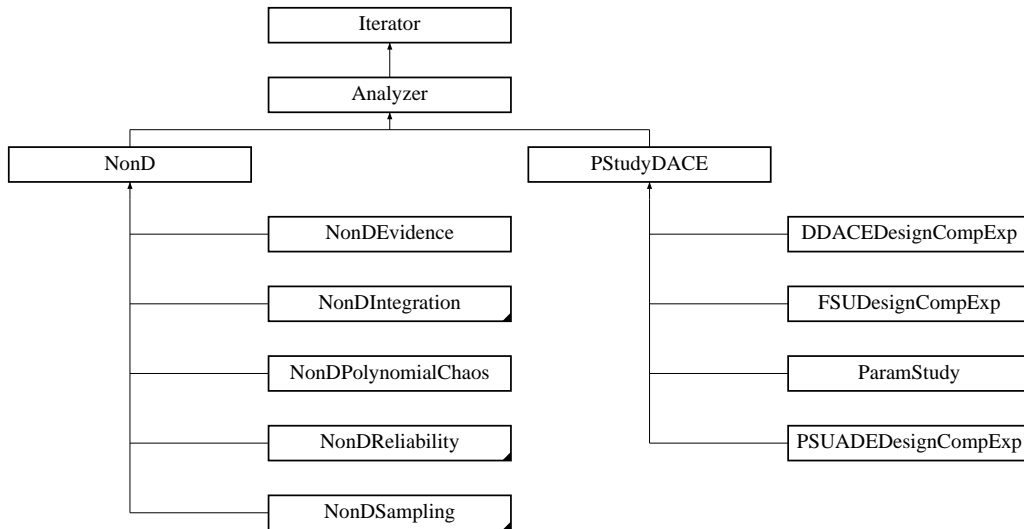 Iterator
Analyzer
NonD
PStudyDACE
NonDEvidence
DDACEDesignCompExp
NonDIntegration
FSUDesignCompExp
NonDPolynomialChaos
ParamStudy
NonDReliability
PSUADEDesignCompExp
NonDSampling